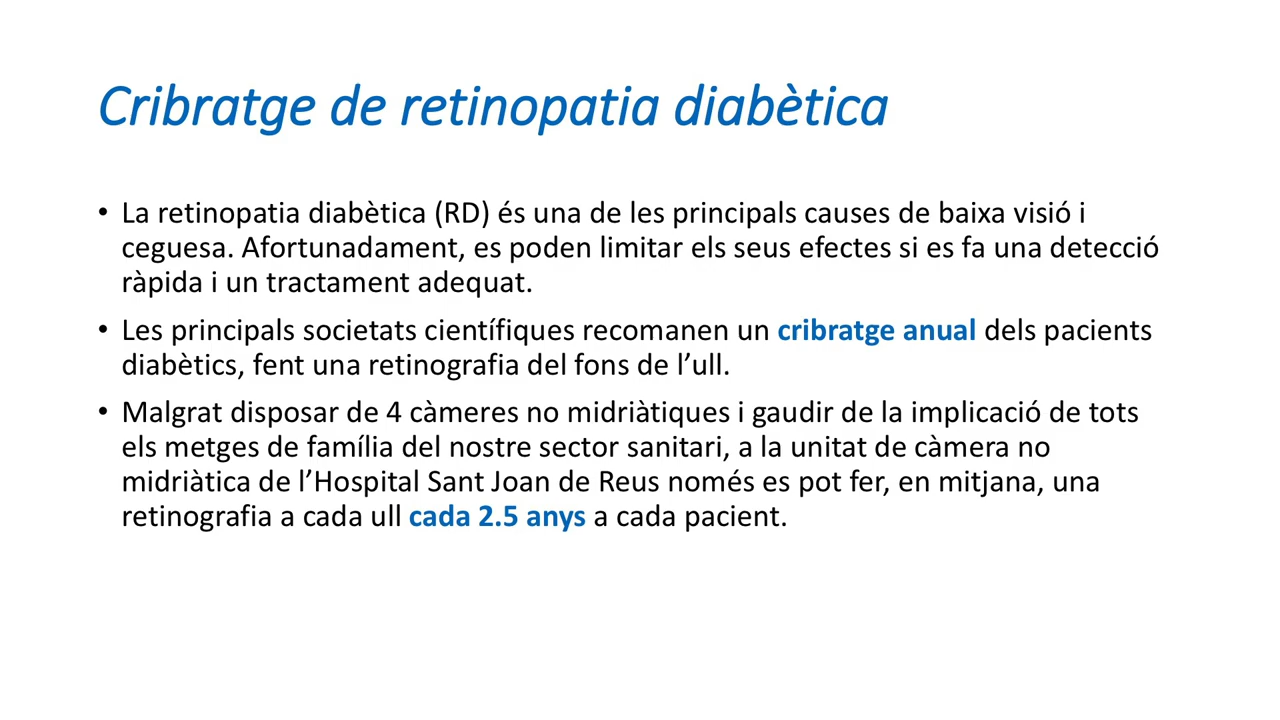 Cribratge de retinopatia diabètica
• La retinopatia diabètica (RD) és una de les principals causes de baixa visió i
ceguesa. Afortunadament, es poden limitar els seus efectes si es fa una detecció
ràpida i un tractament adequat.
• Les principals societats científiques recomanen un cribratge anual dels pacients
diabètics, fent una retinografia del fons de l’ull.
• Malgrat disposar de 4 càmeres no midriàtiques i gaudir de la implicació de tots
els metges de família del nostre sector sanitari, a la unitat de càmera no
midriàtica de l’Hospital Sant Joan de Reus només es pot fer, en mitjana, una
retinografia a cada ull cada 2.5 anys a cada pacient.